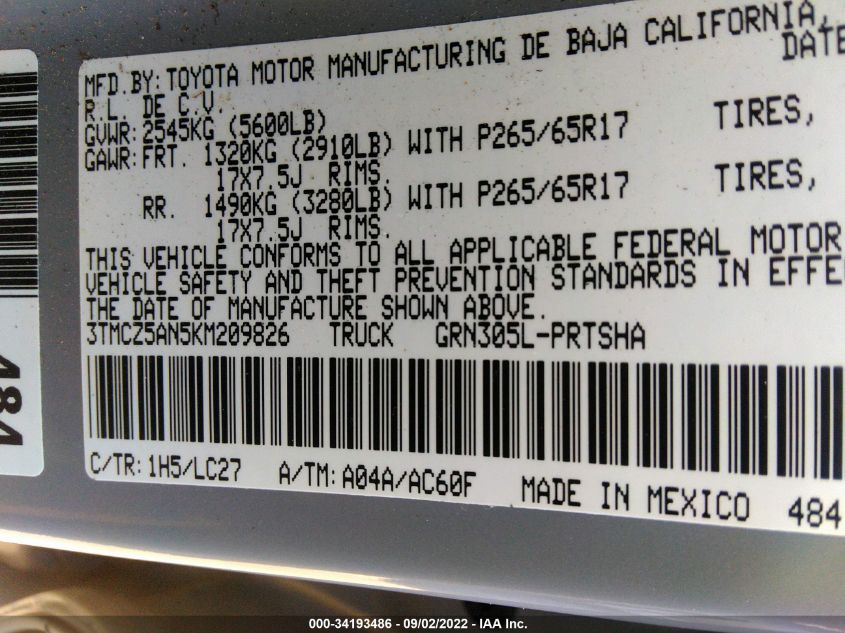 MFD.BY: TOYOTA MOTOR MANUFACTURING DE BAJA CALIFORNIA,
R.L. DE C.V. DATE
GVWR: 2545KG (5600LB)
GAWR: FRT. 1320KG (2910LB) WITH P265/65R17 TIRES,
17X7.5J RIMS.
RR. 1490KG (3280LB) WITH P265/65R17 TIRES,
17X7.5J RIMS.
THIS VEHICLE CONFORMS TO ALL APPLICABLE FEDERAL MOTOR
VEHICLE SAFETY AND THEFT PREVENTION STANDARDS IN EFFE
THE DATE OF MANUFACTURE SHOWN ABOVE.
3TMCZ5AN5KM209826 TRUCK GRN305L-PRTSHA
C/TR: 1H5/LC27 A/TM: A04A/AC60F MADE IN MEXICO 484
484
000-34193486 - 09/02/2022 - IAA Inc.